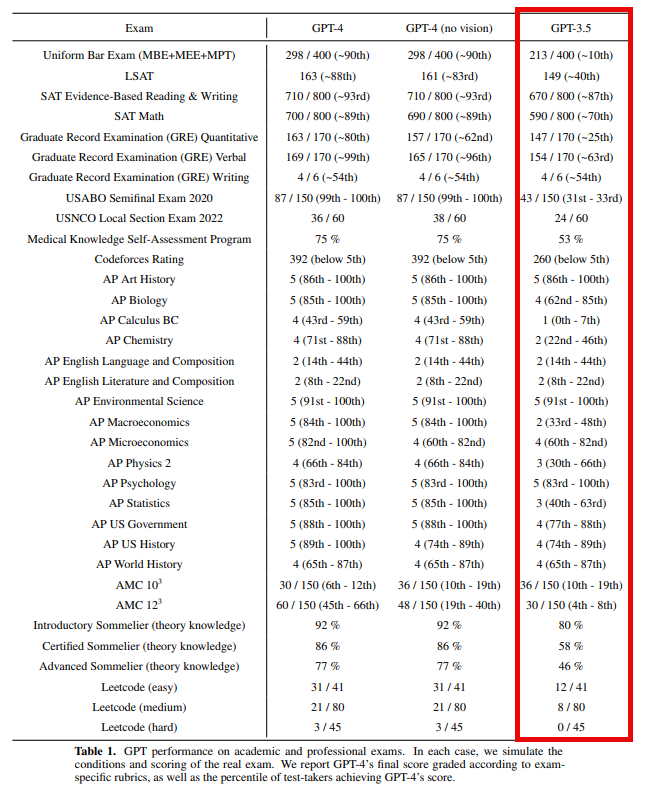 Exam GPT-4 GPT-4 (no vision) GPT-3.5
Uniform Bar Exam (MBE+MEE+MPT) 298 / 400 (~90th) 298 / 400 (~90th) 213 / 400 (~10th)
LSAT 163 (~88th) 161 (~83rd) 149 (~40th)
SAT Evidence-Based Reading & Writing 710 / 800 (~93rd) 710 / 800 (~93rd) 670 / 800 (~87th)
SAT Math 700 / 800 (~89th) 690 / 800 (~89th) 590 / 800 (~70th)
Graduate Record Examination (GRE) Quantitative 163 / 170 (~80th) 157 / 170 (~62nd) 147 / 170 (~25th)
Graduate Record Examination (GRE) Verbal 169 / 170 (~99th) 165 / 170 (~96th) 154 / 170 (~63rd)
Graduate Record Examination (GRE) Writing 4 / 6 (~54th) 4 / 6 (~54th) 4 / 6 (~54th)
USABO Semifinal Exam 2020 87 / 150 (99th - 100th) 87 / 150 (99th - 100th) 43 / 150 (31st - 33rd)
USNCO Local Section Exam 2022 36 / 60 38 / 60 24 / 60
Medical Knowledge Self-Assessment Program 75 % 75 % 53 %
Codeforces Rating 392 (below 5th) 392 (below 5th) 260 (below 5th)
AP Art History 5 (86th - 100th) 5 (86th - 100th) 5 (86th - 100th)
AP Biology 5 (85th - 100th) 5 (85th - 100th) 4 (62nd - 85th)
AP Calculus BC 4 (43rd - 59th) 4 (43rd - 59th) 1 (0th - 7th)
AP Chemistry 4 (71st - 88th) 4 (71st - 88th) 2 (22nd - 46th)
AP English Language and Composition 2 (14th - 44th) 2 (14th - 44th) 2 (14th - 44th)
AP English Literature and Composition 2 (8th - 22nd) 2 (8th - 22nd) 2 (8th - 22nd)
AP Environmental Science 5 (91st - 100th) 5 (91st - 100th) 5 (91st - 100th)
AP Macroeconomics 5 (84th - 100th) 5 (84th - 100th) 2 (33rd - 48th)
AP Microeconomics 5 (82nd - 100th) 4 (60th - 82nd) 4 (60th - 82nd)
AP Physics 2 4 (66th - 84th) 4 (66th - 84th) 3 (30th - 66th)
AP Psychology 5 (83rd - 100th) 5 (83rd - 100th) 5 (83rd - 100th)
AP Statistics 5 (85th - 100th) 5 (85th - 100th) 3 (40th - 63rd)
AP US Government 5 (88th - 100th) 5 (88th - 100th) 4 (77th - 88th)
AP US History 5 (89th - 100th) 4 (74th - 89th) 4 (74th - 89th)
AP World History 4 (65th - 87th) 4 (65th - 87th) 4 (65th - 87th)
AMC 10³ 30 / 150 (6th - 12th) 36 / 150 (10th - 19th) 36 / 150 (10th - 19th)
AMC 12³ 60 / 150 (45th - 66th) 48 / 150 (19th - 40th) 30 / 150 (4th - 8th)
Introductory Sommelier (theory knowledge) 92 % 92 % 80 %
Certified Sommelier (theory knowledge) 86 % 86 % 58 %
Advanced Sommelier (theory knowledge) 77 % 77 % 46 %
Leetcode (easy) 31 / 41 31 / 41 12 / 41
Leetcode (medium) 21 / 80 21 / 80 8 / 80
Leetcode (hard) 3 / 45 3 / 45 0 / 45
Table 1. GPT performance on academic and professional exams. In each case, we simulate the
conditions and scoring of the real exam. We report GPT-4's final score graded according to exam-
specific rubrics, as well as the percentile of test-takers achieving GPT-4's score.